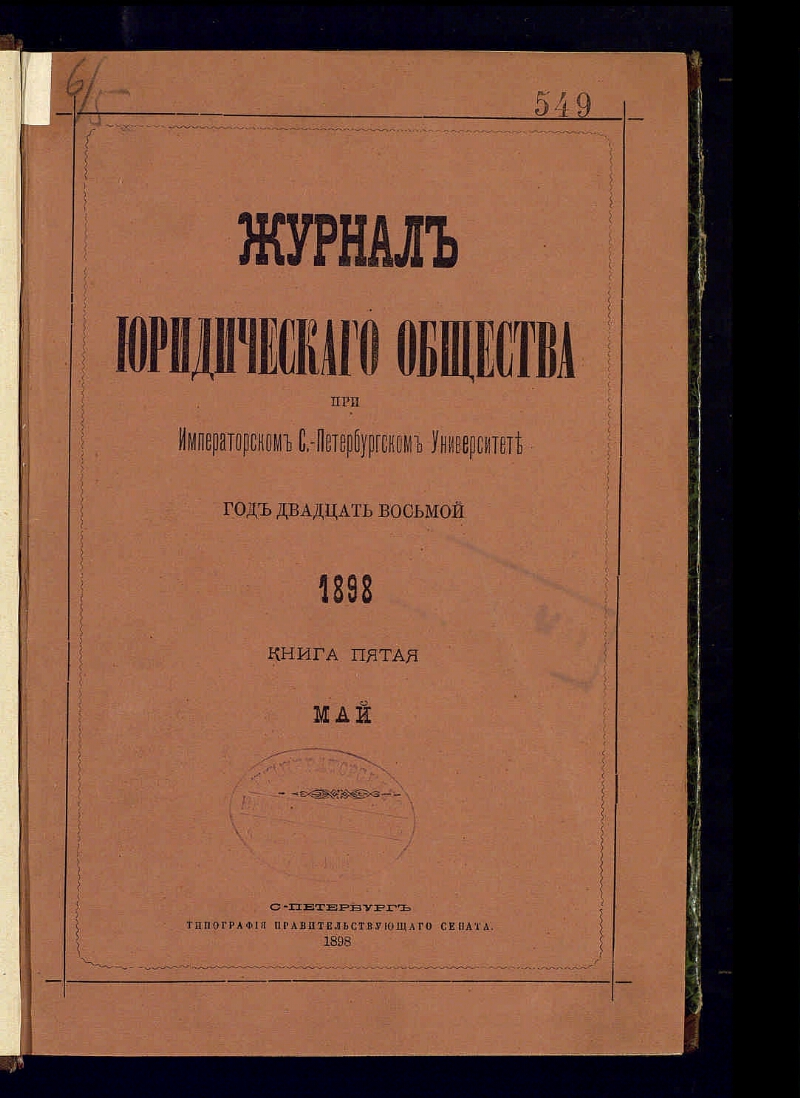 6/5
549
ЖУРНАЛЪ
ЮРИДИЧЕСКАГО ОБЩЕСТВА
ПРИ
Императорскомъ С.-Петербургскомъ Университетѣ
ГОДЪ ДВАДЦАТЬ ВОСЬМОЙ
1898
КНИГА ПЯТАЯ
МАЙ
С-ПЕТЕРБУРГЪ
ТИПОГРАФІЯ ПРАВИТЕЛЬСТВУЮЩАГО СЕНАТА.
1898